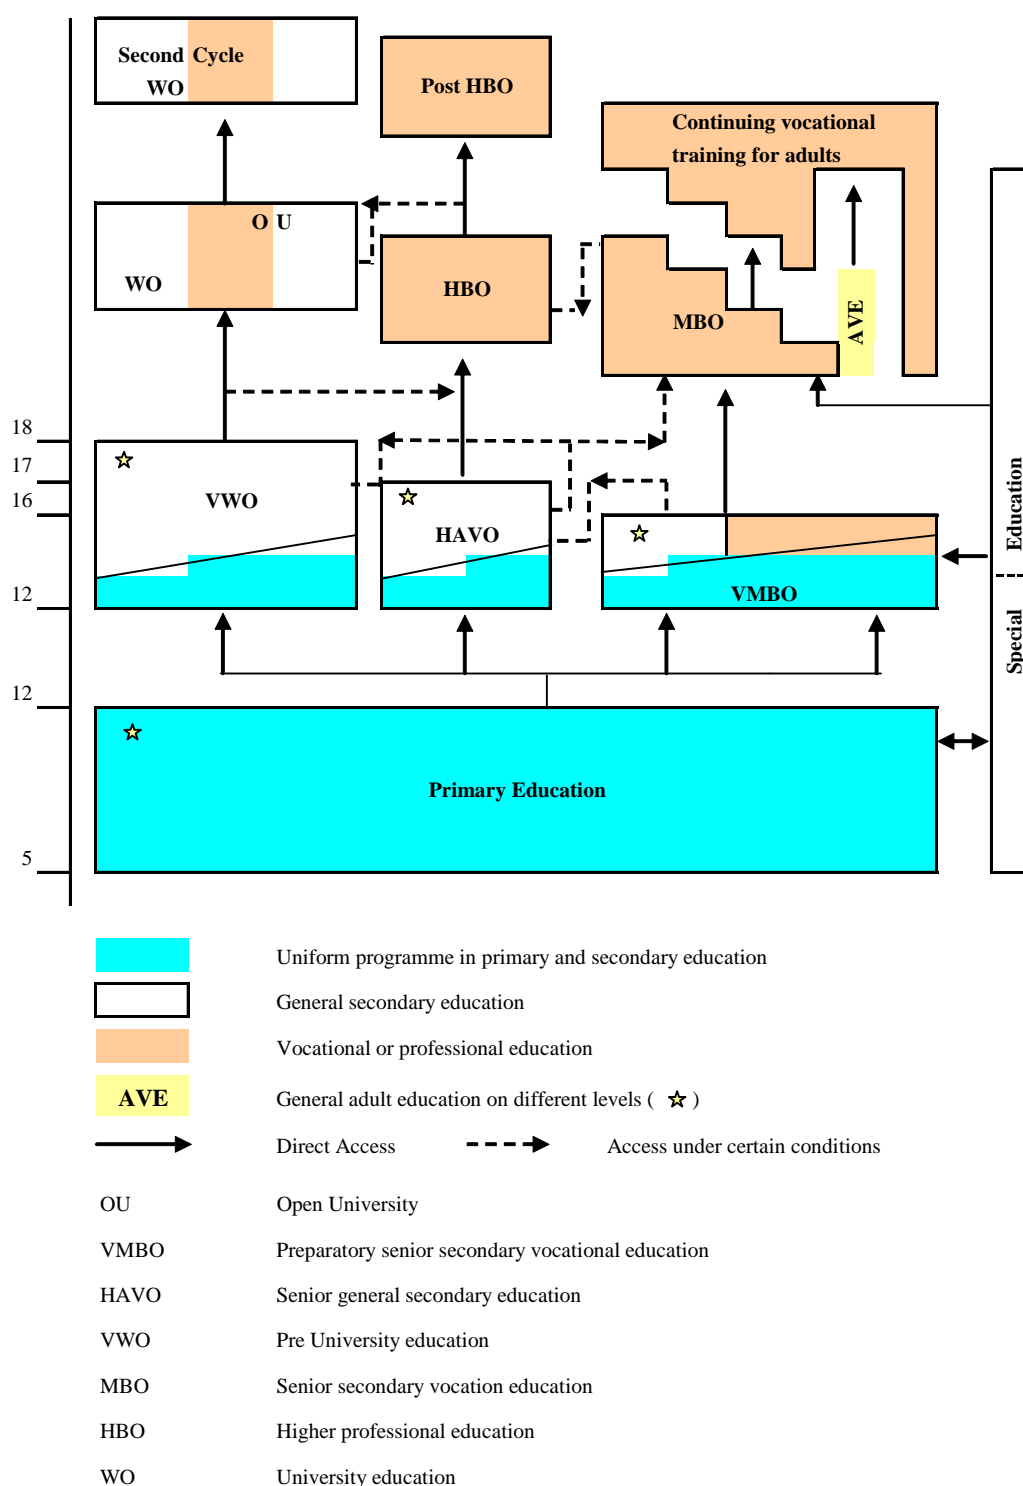 Second Cycle
WO
Post HBO
Continuing vocational
training for adults
O U
WO
HBO
MBO
AVE
18
17
16
12
VWO
HAVO
VMBO
Education
Special
12
Primary Education
5
Uniform programme in primary and secondary education
General secondary education
Vocational or professional education
AVE General adult education on different levels ( )
Direct Access Access under certain conditions
OU Open University
VMBO Preparatory senior secondary vocational education
HAVO Senior general secondary education
VWO Pre University education
MBO Senior secondary vocation education
HBO Higher professional education
WO University education